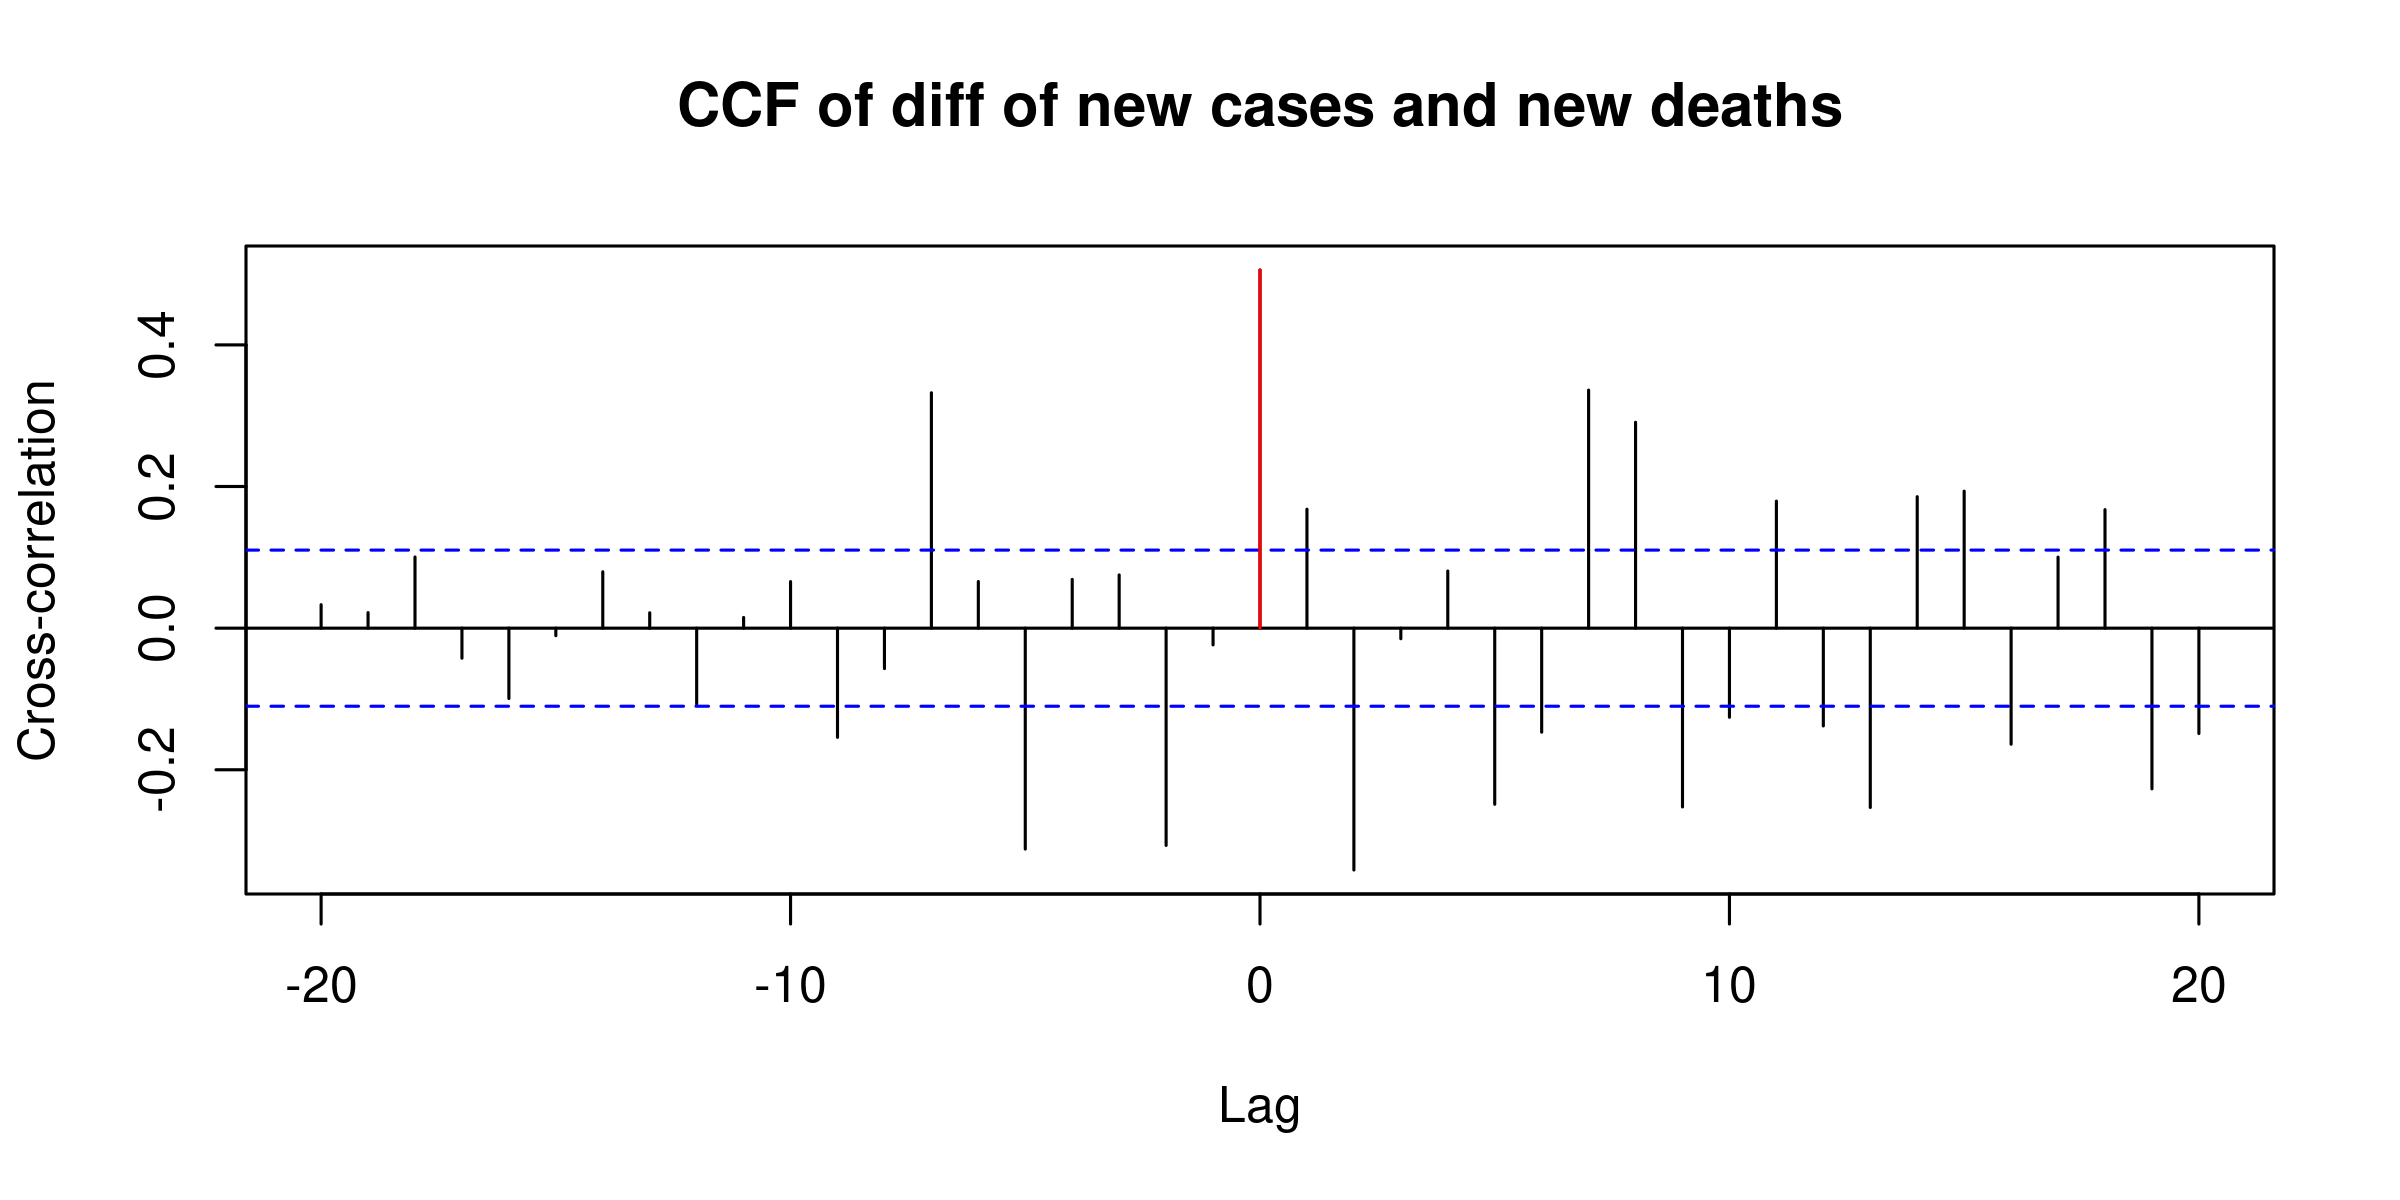 CCF of diff of new cases and new deaths
Cross-correlation
0.4
0.2
0.0
-0.2
-20 -10 0 10 20
Lag